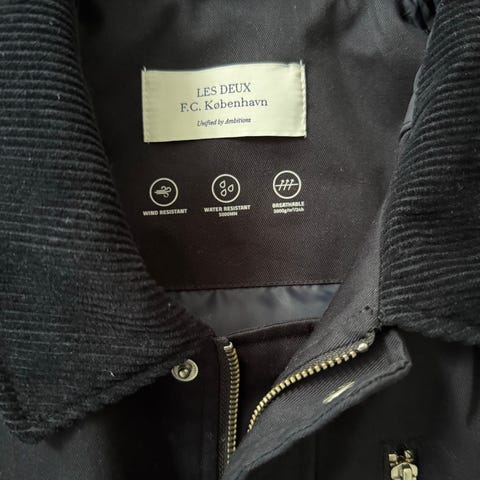 LES DEUX
F.C. København
Unified by Ambitions
WIND RESISTANT
WATER RESISTANT
5000MM
BREATHABLE
3000g/m²/24h